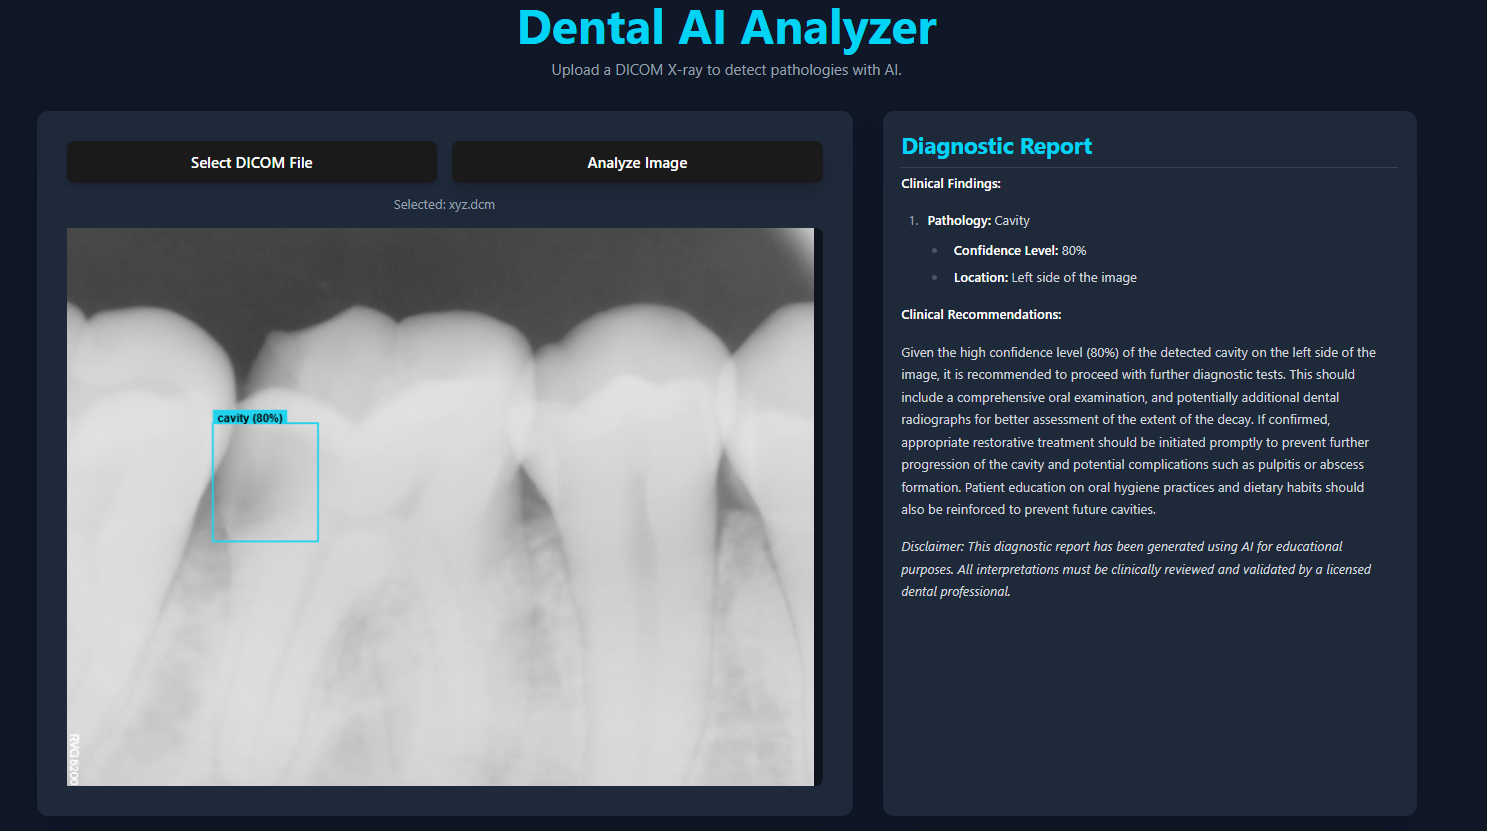 Dental AI Analyzer
Upload a DICOM X-ray to detect pathologies with AI.
Select DICOM File
Analyze Image
Selected: xyz.dcm
cavity (80%)
RVG5200
Diagnostic Report
Clinical Findings:
1. Pathology: Cavity
Confidence Level: 80%
Location: Left side of the image
Clinical Recommendations:
Given the high confidence level (80%) of the detected cavity on the left side of the
image, it is recommended to proceed with further diagnostic tests. This should
include a comprehensive oral examination, and potentially additional dental
radiographs for better assessment of the extent of the decay. If confirmed,
appropriate restorative treatment should be initiated promptly to prevent further
progression of the cavity and potential complications such as pulpitis or abscess
formation. Patient education on oral hygiene practices and dietary habits should
also be reinforced to prevent future cavities.
Disclaimer: This diagnostic report has been generated using AI for educational
purposes. All interpretations must be clinically reviewed and validated by a licensed
dental professional.